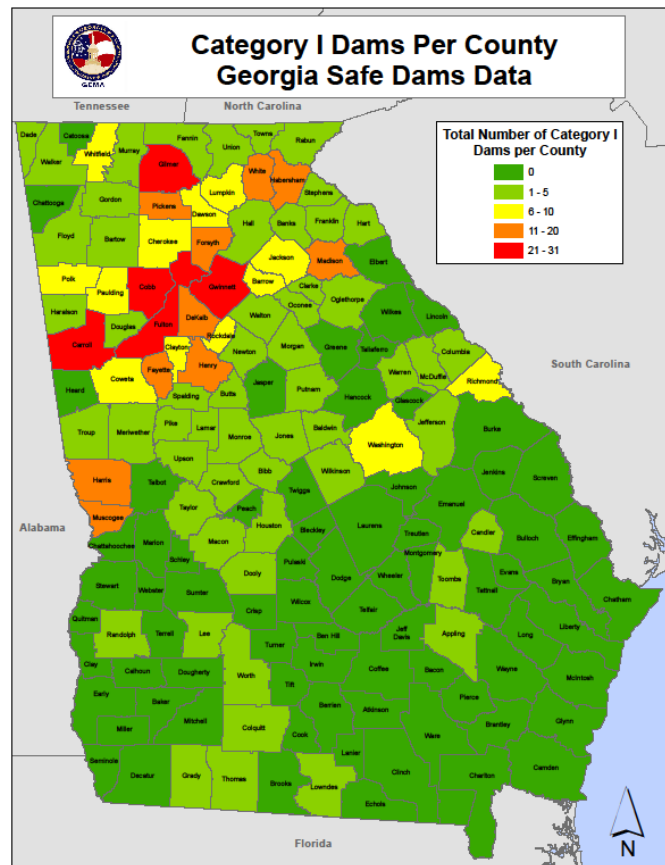 Category I Dams Per County
Georgia Safe Dams Data
GEMA
Tennessee
North Carolina
Total Number of Category I
Dams per County
0
1 - 5
6 - 10
11 - 20
21 - 31
Dade
Catoosa
Whitfield
Murray
Fannin
Union
Towns
Rabun
Walker
Gilmer
White
Habersham
Lumpkin
Stephens
Chattooga
Gordon
Pickens
Dawson
Floyd
Bartow
Cherokee
Forsyth
Hall
Banks
Franklin
Hart
Jackson
Madison
Elbert
Polk
Paulding
Cobb
Gwinnett
Barrow
Clarke
Oconee
Oglethorpe
Wilkes
Lincoln
Haralson
Douglas
Fulton
DeKalb
Rockdale
Walton
Carroll
Clayton
Newton
Morgan
Greene
Taliaferro
Columbia
McDuffie
Warren
South Carolina
Heard
Coweta
Fayette
Henry
Spalding
Butts
Jasper
Putnam
Hancock
Glascock
Richmond
Troup
Meriwether
Pike
Lamar
Monroe
Jones
Baldwin
Washington
Jefferson
Burke
Upson
Bibb
Wilkinson
Crawford
Harris
Talbot
Twiggs
Johnson
Jenkins
Screven
Taylor
Peach
Houston
Bleckley
Laurens
Emanuel
Muscogee
Alabama
Chattahoochee
Marion
Macon
Treutlen
Candler
Bulloch
Effingham
Schley
Pulaski
Montgomery
Stewart
Webster
Sumter
Dooly
Dodge
Wheeler
Toombs
Evans
Bryan
Tattnall
Chatham
Quitman
Crisp
Wilcox
Telfair
Randolph
Terrell
Lee
Turner
Ben Hill
Jeff
Davis
Appling
Long
Liberty
Clay
Calhoun
Dougherty
Worth
Irwin
Coffee
Bacon
Wayne
McIntosh
Tift
Early
Baker
Mitchell
Berrien
Atkinson
Pierce
Miller
Colquitt
Cook
Ware
Brantley
Glynn
Lanier
Seminole
Decatur
Grady
Thomas
Brooks
Lowndes
Clinch
Charlton
Camden
Echols
Florida
N